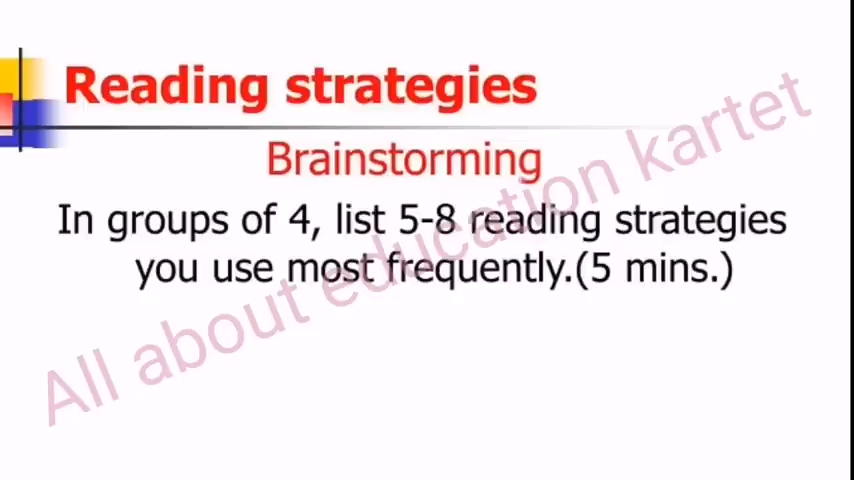 Reading strategies
Brainstorming
In groups of 4, list 5-8 reading strategies
you use most frequently.(5 mins.)
All about education kartet